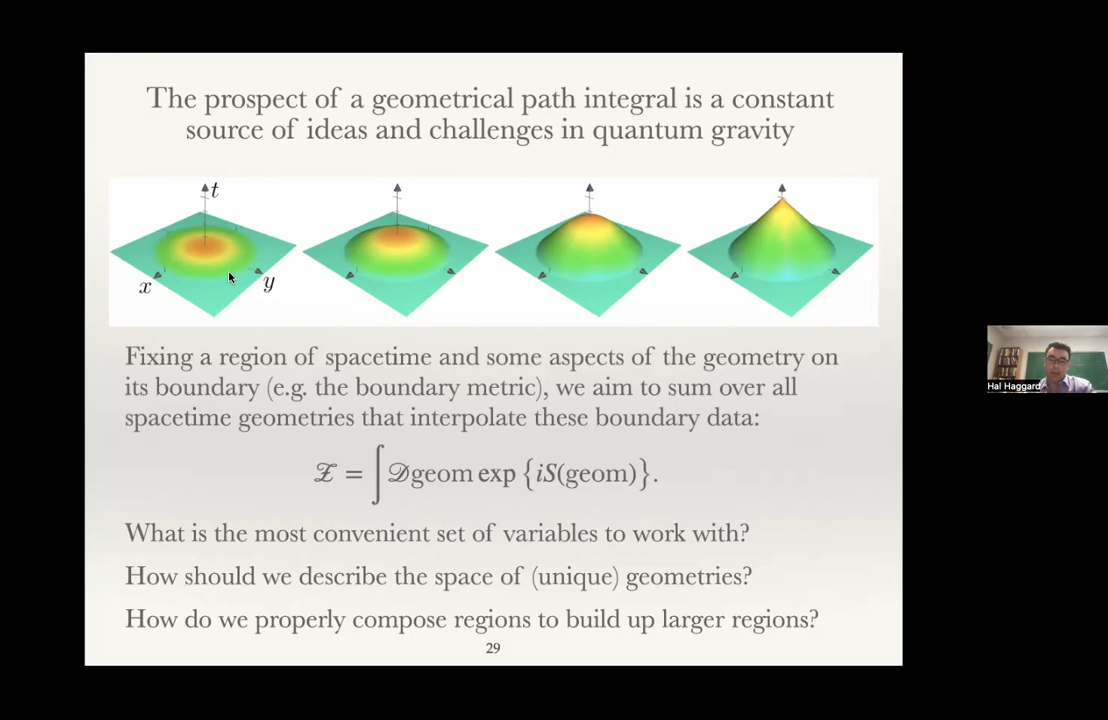 The prospect of a geometrical path integral is a constant
source of ideas and challenges in quantum gravity
t
x
y
Fixing a region of spacetime and some aspects of the geometry on
its boundary (e.g. the boundary metric), we aim to sum over all
spacetime geometries that interpolate these boundary data:
𝒵 = ∫ 𝒟geom exp {iS(geom)}.
What is the most convenient set of variables to work with?
How should we describe the space of (unique) geometries?
How do we properly compose regions to build up larger regions?
29
Hal Haggard